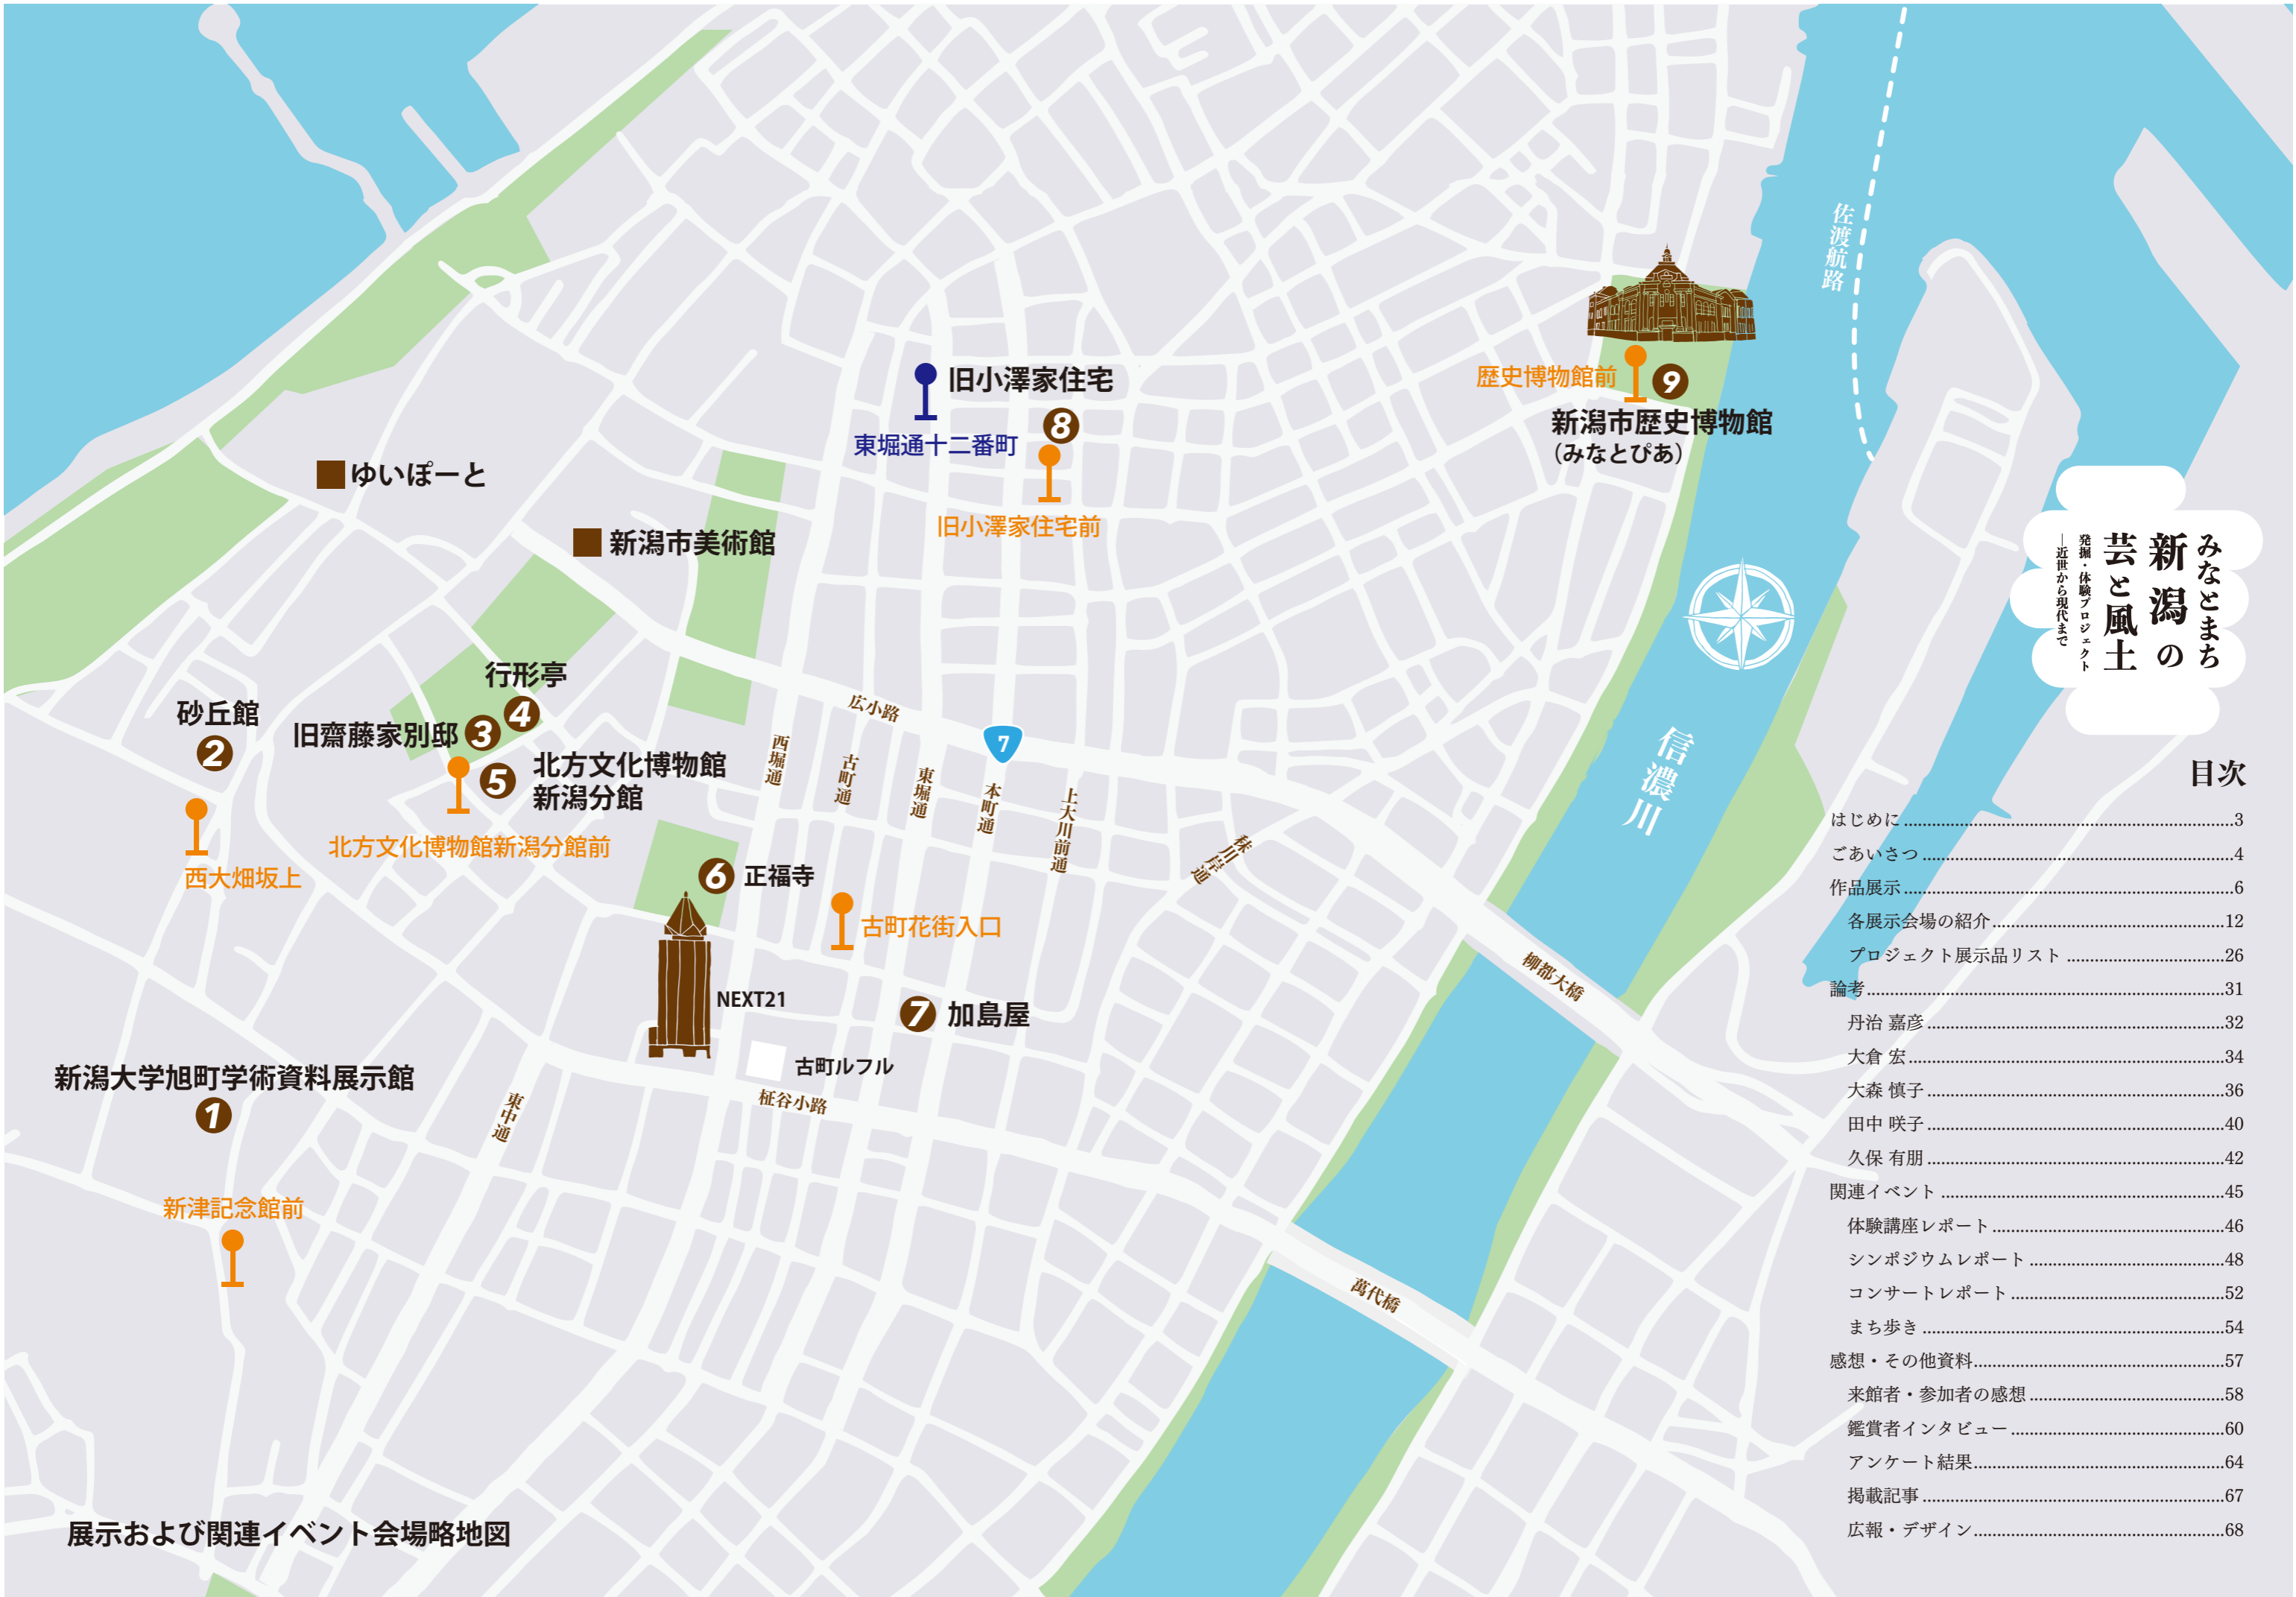 佐渡航路
歴史博物館前
9
新潟市歴史博物館
(みなとぴあ)
旧小澤家住宅
8
東堀通十二番町
旧小澤家住宅前
ゆいぽーと
新潟市美術館
行形亭
4
砂丘館
2
旧齋藤家別邸
3
5
北方文化博物館
新潟分館
北方文化博物館新潟分館前
西大畑坂上
広小路
7
西堀通
古町通
東堀通
本町通
上大川前通
秣川岸通
信濃川
柳都大橋
萬代橋
6
正福寺
古町花街入口
NEXT21
7
加島屋
古町ルフル
柾谷小路
東中通
新潟大学旭町学術資料展示館
1
新津記念館前
展示および関連イベント会場略地図
みなとまち
新潟の
芸と風土
発掘・体験プロジェクト
―近世から現代まで
目次
はじめに……3
ごあいさつ……4
作品展示……6
各展示会場の紹介……12
プロジェクト展示品リスト……26
論考……31
丹治 嘉彦……32
大倉 宏……34
大森 慎子……36
田中 咲子……40
久保 有朋……42
関連イベント……45
体験講座レポート……46
シンポジウムレポート……48
コンサートレポート……52
まち歩き……54
感想・その他資料……57
来館者・参加者の感想……58
鑑賞者インタビュー……60
アンケート結果……64
掲載記事……67
広報・デザイン……68